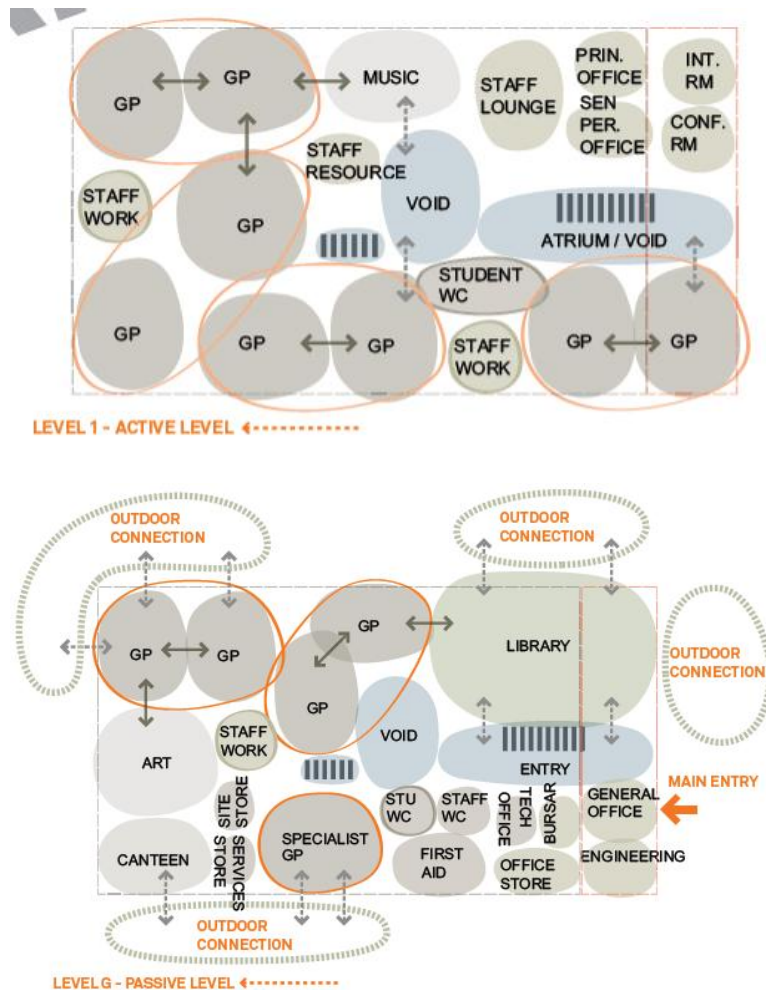 GP
GP
MUSIC
STAFF
LOUNGE
PRIN.
OFFICE
SEN
PER.
OFFICE
INT.
RM
CONF.
RM
STAFF
RESOURCE
STAFF
WORK
GP
VOID
ATRIUM / VOID
STUDENT
WC
GP
GP
GP
STAFF
WORK
GP
GP
LEVEL 1 - ACTIVE LEVEL
OUTDOOR
CONNECTION
OUTDOOR
CONNECTION
GP
GP
GP
GP
LIBRARY
OUTDOOR
CONNECTION
ART
STAFF
WORK
VOID
ENTRY
MAIN ENTRY
SITE
STORE
SERVICES
STORE
CANTEEN
SPECIALIST
GP
STU
WC
STAFF
WC
TECH
OFFICE
BURSAR
GENERAL
OFFICE
FIRST
AID
OFFICE
STORE
ENGINEERING
OUTDOOR
CONNECTION
LEVEL G - PASSIVE LEVEL